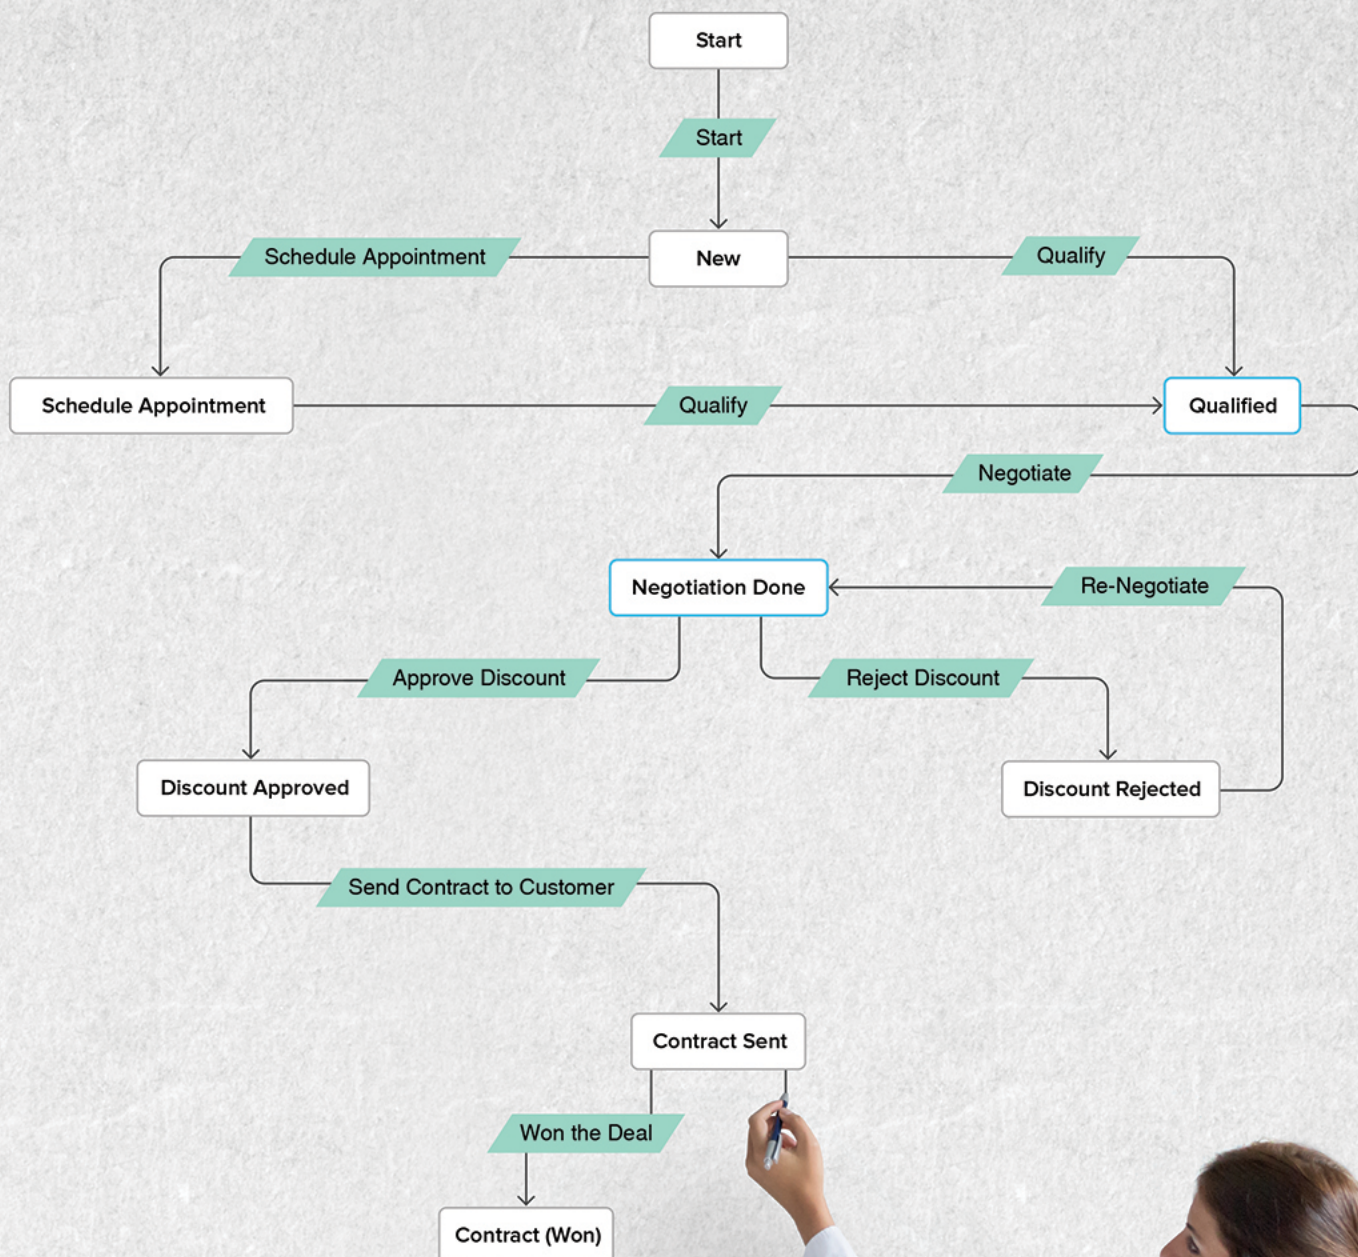 Start
Start
Schedule Appointment
New
Qualify
Schedule Appointment
Qualify
Qualified
Negotiate
Negotiation Done
Re-Negotiate
Approve Discount
Reject Discount
Discount Approved
Discount Rejected
Send Contract to Customer
Contract Sent
Won the Deal
Contract (Won)